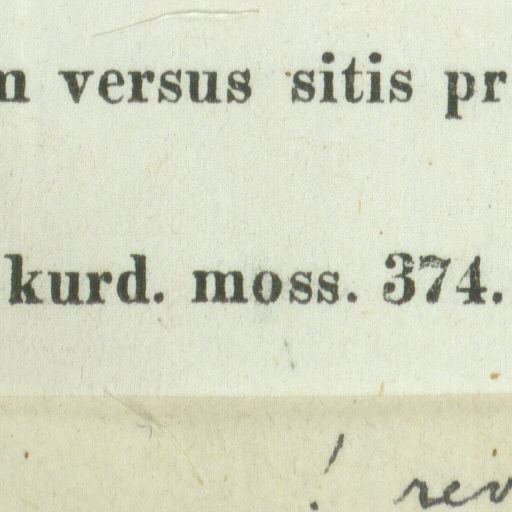 versus sitis
kurd. moss. 374.
!